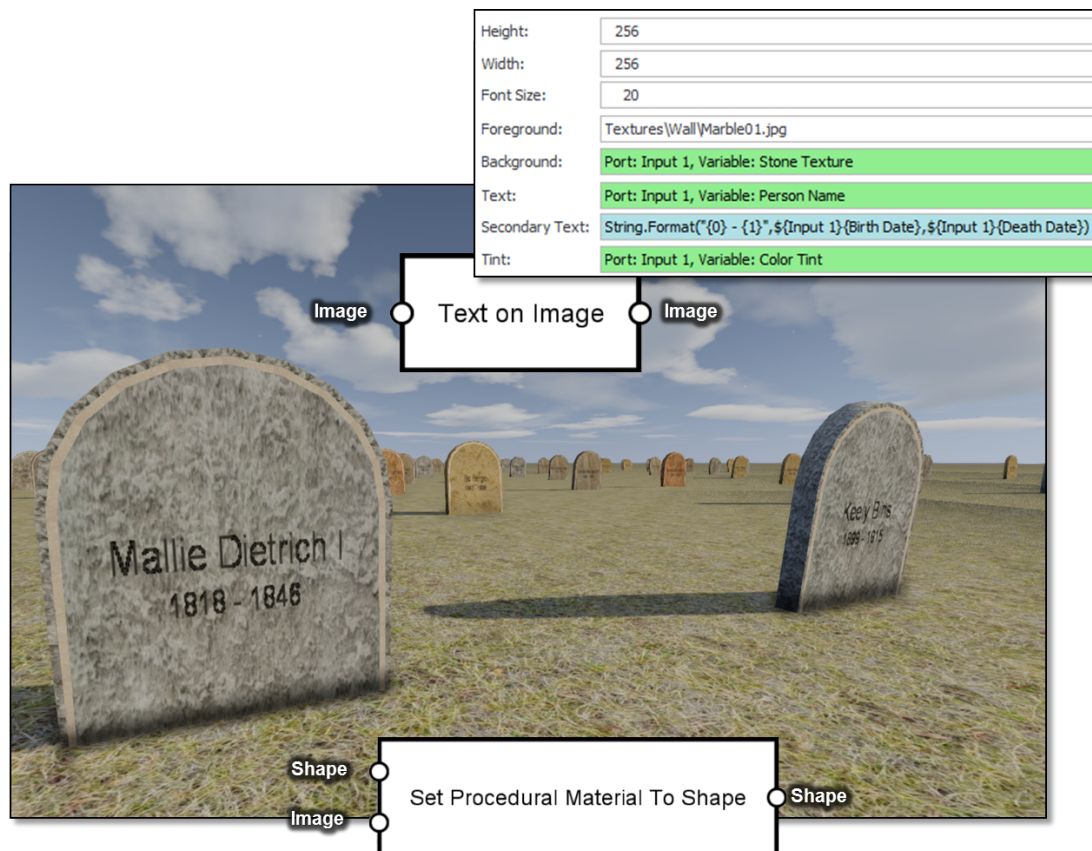 Height: 256
Width: 256
Font Size: 20
Foreground: Textures\Wall\Marble01.jpg
Background: Port: Input 1, Variable: Stone Texture
Text: Port: Input 1, Variable: Person Name
Secondary Text: String.Format("{0} - {1}",${Input 1}{Birth Date},${Input 1}{Death Date})
Tint: Port: Input 1, Variable: Color Tint
Image Text on Image Image
Mallie Dietrich I
1818 - 1846
Keely Bins
1899 - 1915
Shape
Set Procedural Material To Shape Shape
Image